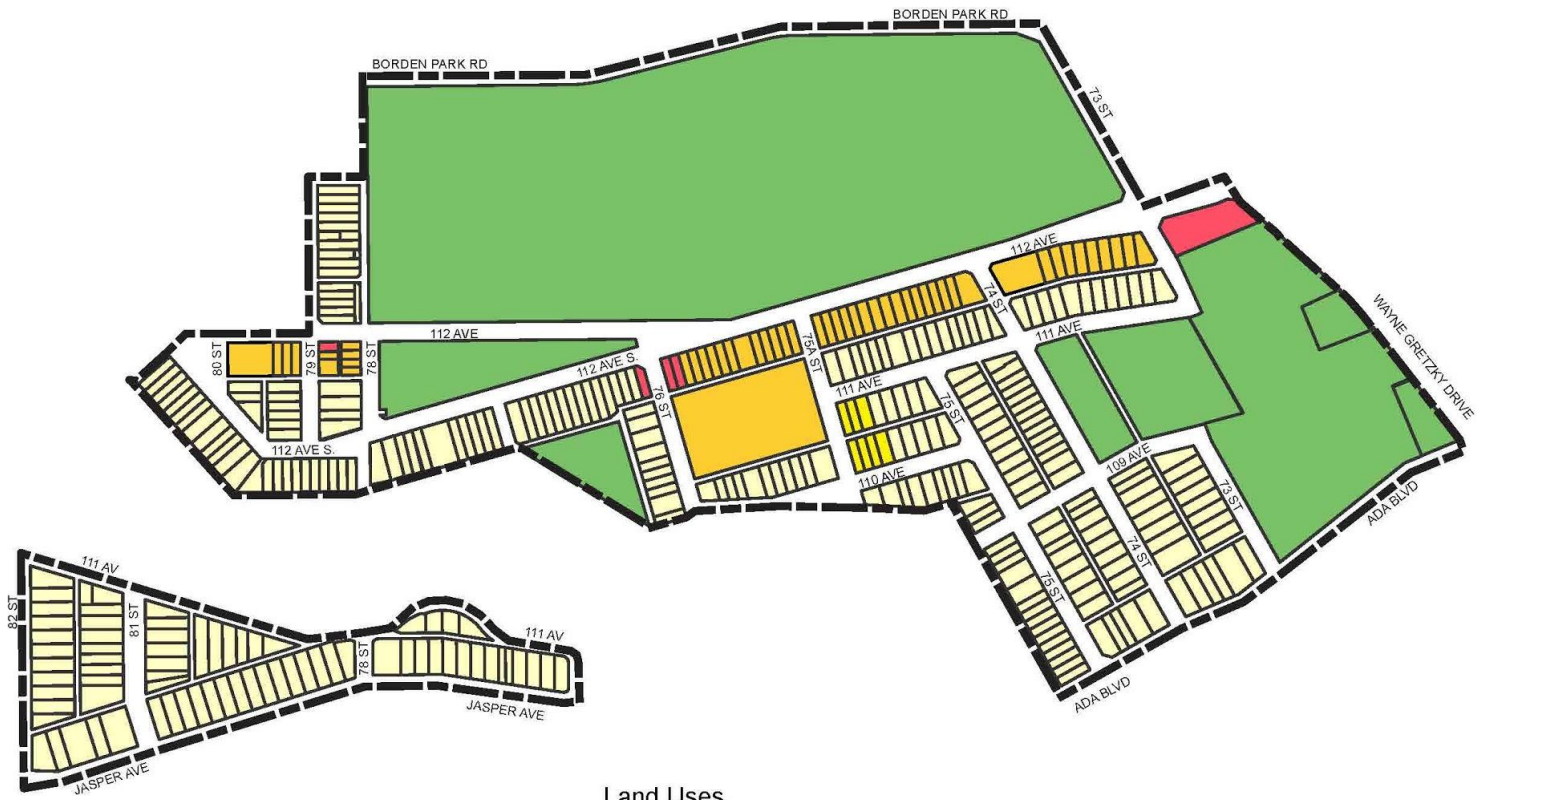 BORDEN PARK RD
BORDEN PARK RD
73 ST
112 AVE
WAYNE GRETZKY DRIVE
74 ST
111 AVE
112 AVE
80 ST
79 ST
78 ST
75A ST
112 AVE S.
76 ST
111 AVE
75 ST
112 AVE S.
109 AVE
110 AVE
73 ST
ADA BLVD
74 ST
75 ST
ADA BLVD
111 AV
82 ST
81 ST
78 ST
111 AV
JASPER AVE
JASPER AVE
Land Uses